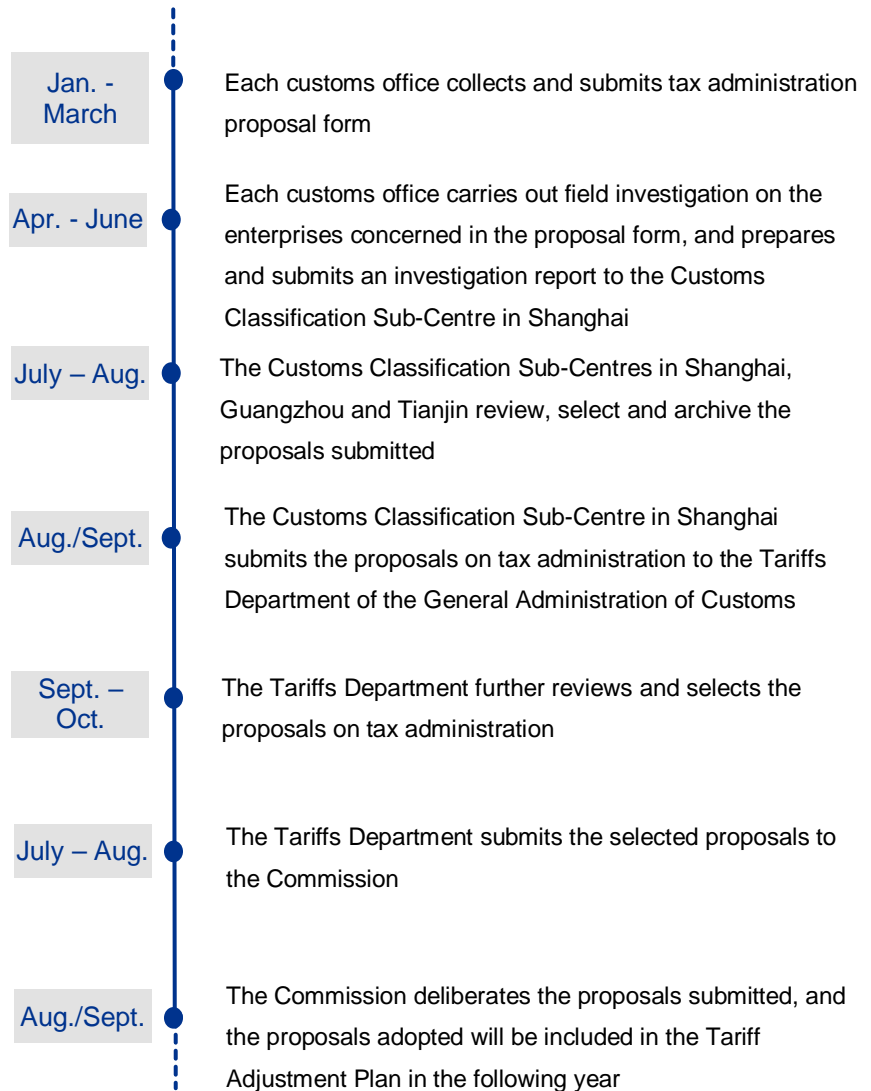 Jan. -
March
Each customs office collects and submits tax administration
proposal form
Apr. - June
Each customs office carries out field investigation on the
enterprises concerned in the proposal form, and prepares
and submits an investigation report to the Customs
Classification Sub-Centre in Shanghai
July – Aug.
The Customs Classification Sub-Centres in Shanghai,
Guangzhou and Tianjin review, select and archive the
proposals submitted
Aug./Sept.
The Customs Classification Sub-Centre in Shanghai
submits the proposals on tax administration to the Tariffs
Department of the General Administration of Customs
Sept. –
Oct.
The Tariffs Department further reviews and selects the
proposals on tax administration
July – Aug.
The Tariffs Department submits the selected proposals to
the Commission
Aug./Sept.
The Commission deliberates the proposals submitted, and
the proposals adopted will be included in the Tariff
Adjustment Plan in the following year